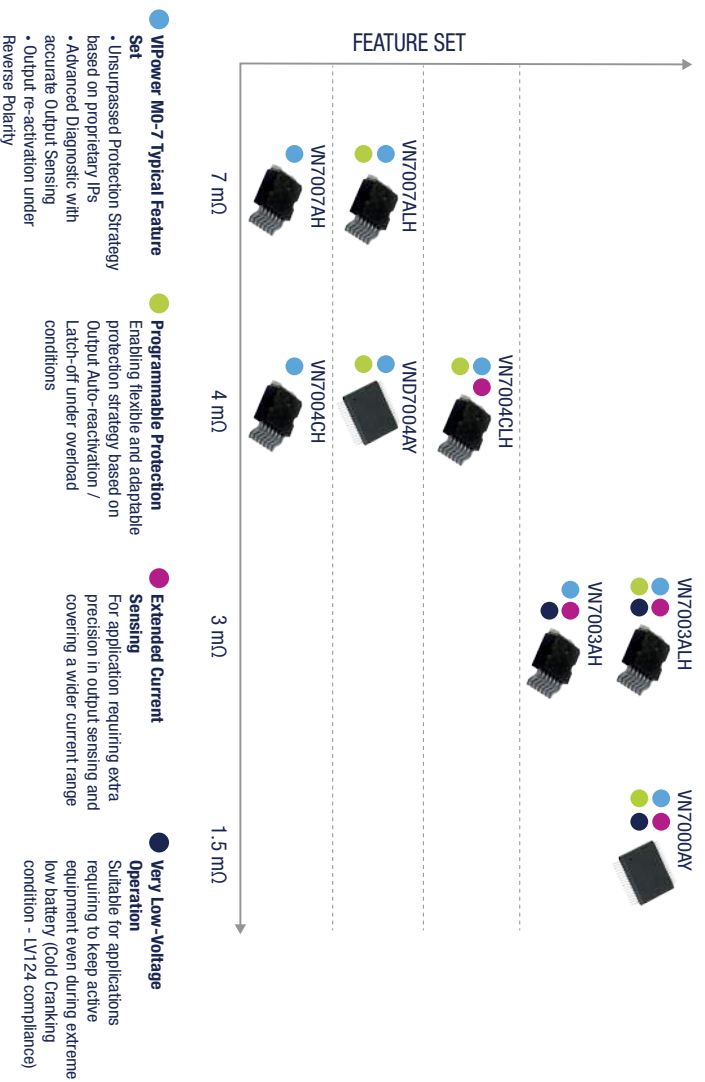 FEATURE SET
VN7003ALH
VN7000AY
VN7003AH
VN7004CLH
VN7007ALH
VND7004AY
VN7007AH
VN7004CH
7 mΩ
4 mΩ
3 mΩ
1.5 mΩ
VIPower M0-7 Typical Feature
Set
• Unsurpassed Protection Strategy
based on proprietary IPs
• Advanced Diagnostic with
accurate Output Sensing
• Output re-activation under
Reverse Polarity
Programmable Protection
Enabling flexible and adaptable
protection strategy based on
Output Auto-reactivation /
Latch-off under overload
conditions
Extended Current
Sensing
For application requiring extra
precision in output sensing and
covering a wider current range
Very Low-Voltage
Operation
Suitable for applications
requiring to keep active
equipment even during extreme
low battery (Cold Cranking
condition - LV124 compliance)